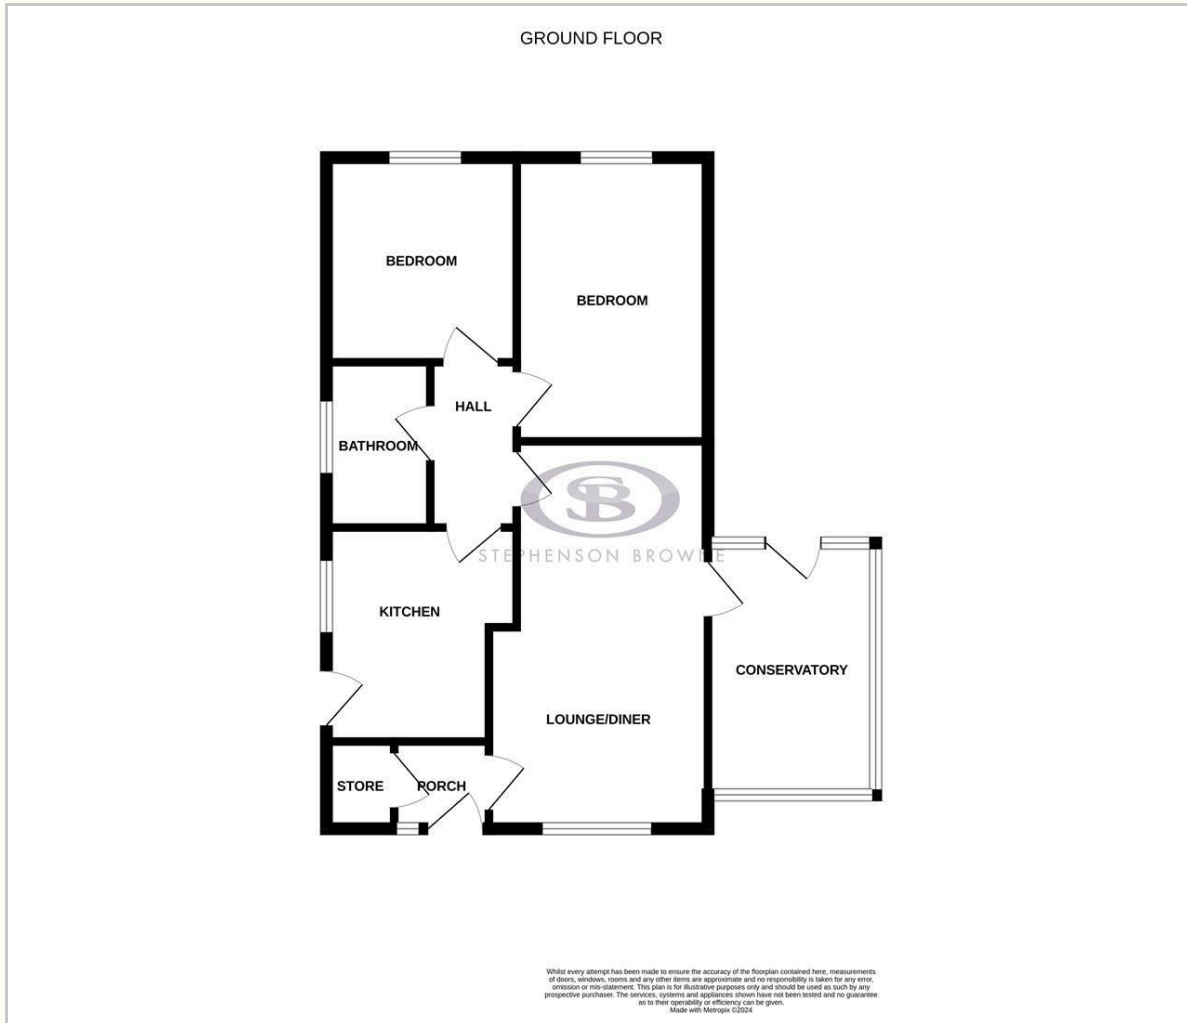 GROUND FLOOR
BEDROOM
BEDROOM
HALL
BATHROOM
SB
STEPHENSON BROWNE
KITCHEN
CONSERVATORY
LOUNGE/DINER
STORE
PORCH
Whilst every attempt has been made to ensure the accuracy of the floorplan contained here, measurements
of doors, windows, rooms and any other items are approximate and no responsibility is taken for any error,
omission or mis-statement. This plan is for illustrative purposes only and should be used as such by any
prospective purchaser. The services, systems and appliances shown have not been tested and no guarantee
as to their operability or efficiency can be given.
Made with Metropix ©2024